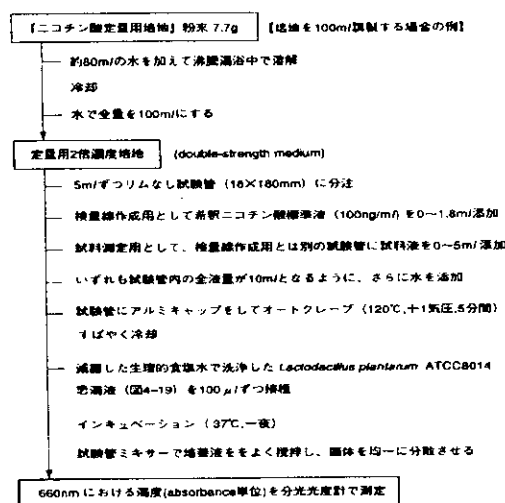 『ニコチン酸定量用培地』粉末 7.7g 【培地を100ml調製する場合の例】
約80mlの水を加えて沸騰湯浴中で溶解
冷却
水で全量を100mlにする
定量用2倍濃度培地 (double-strength medium)
5mlずつリムなし試験管 (18×180mm) に分注
検量線作成用として希釈ニコチン酸標準液 (100ng/ml) を0〜1.8ml添加
試料測定用として、検量線作成用とは別の試験管に試料液を0〜5ml添加
いずれも試験管内の全液量が10mlとなるように、さらに水を添加
試験管にアルミキャップをしてオートクレーブ (120℃,+1気圧,5分間)
すばやく冷却
滅菌した生理的食塩水で洗浄した Lactobacillus plantarum ATCC8014
懸濁液 (図4-19) を100μlずつ接種
インキュベーション (37℃,一夜)
試験管ミキサーで培養液ををよく撹拌し、菌体を均一に分散させる
660nm における濁度(absorbance単位)を分光光度計で測定